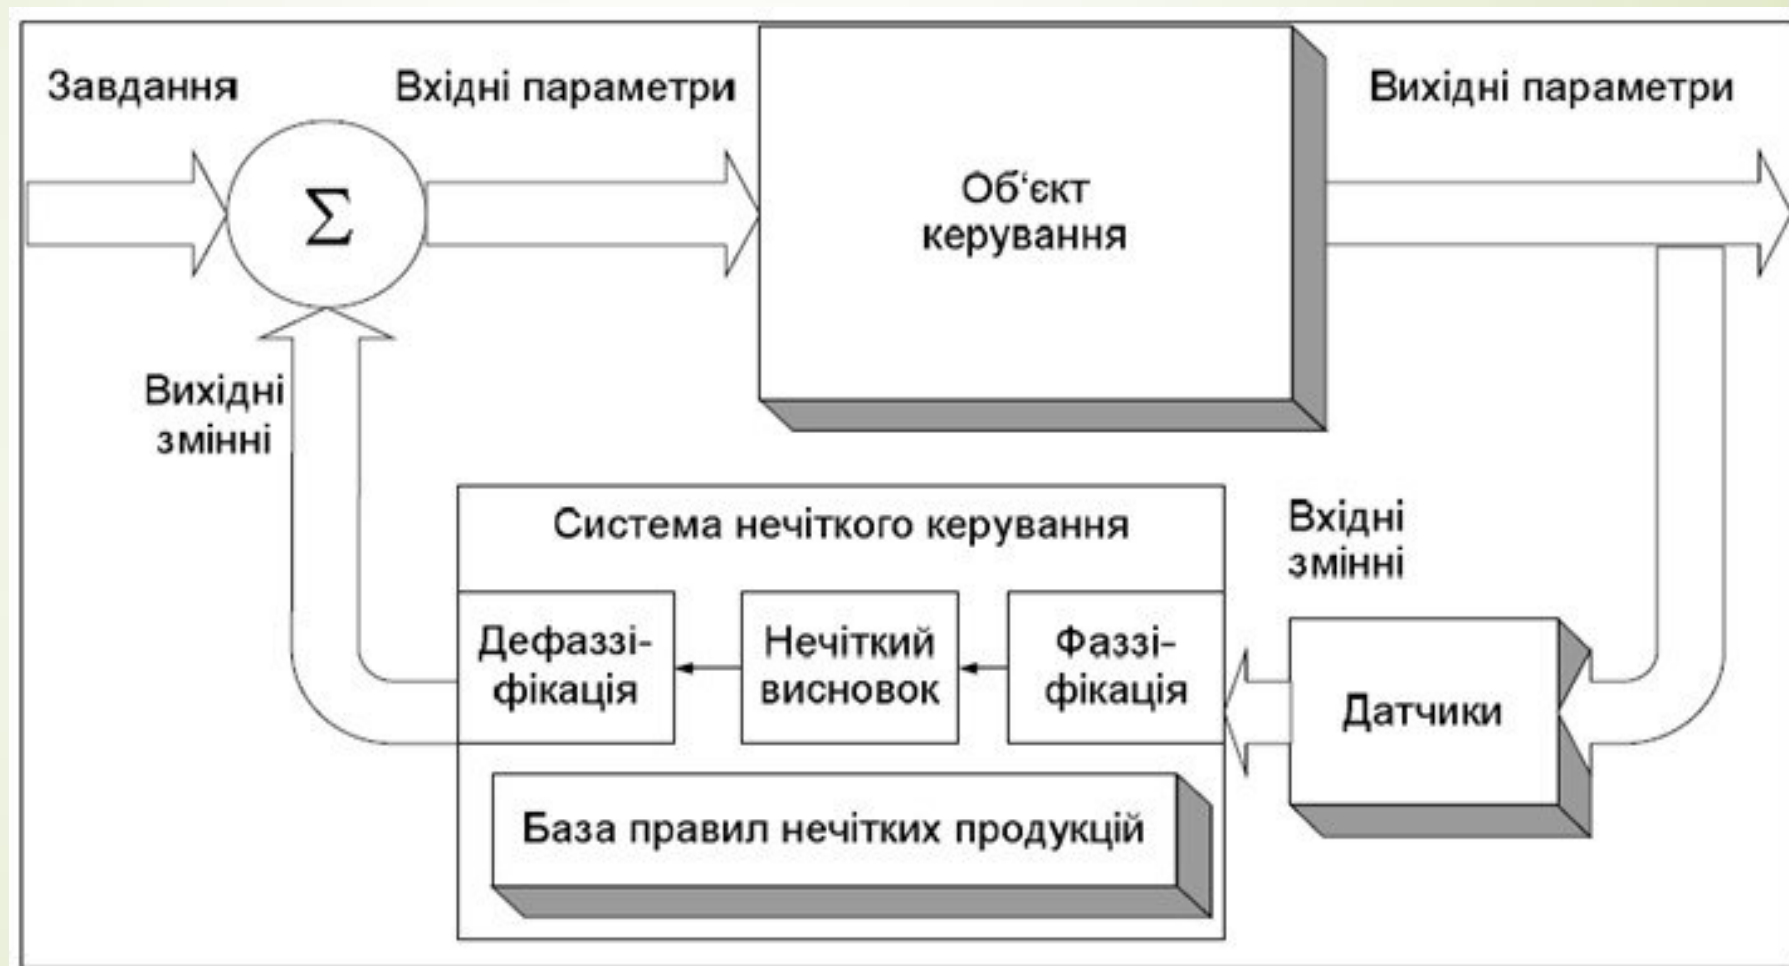 Завдання
Вхідні параметри
Вихідні параметри
Σ
Об‘єкт
керування
Вихідні
змінні
Система нечіткого керування
Вхідні
змінні
Дефаззі-
фікація
Нечіткий
висновок
Фаззі-
фікація
Датчики
База правил нечітких продукцій